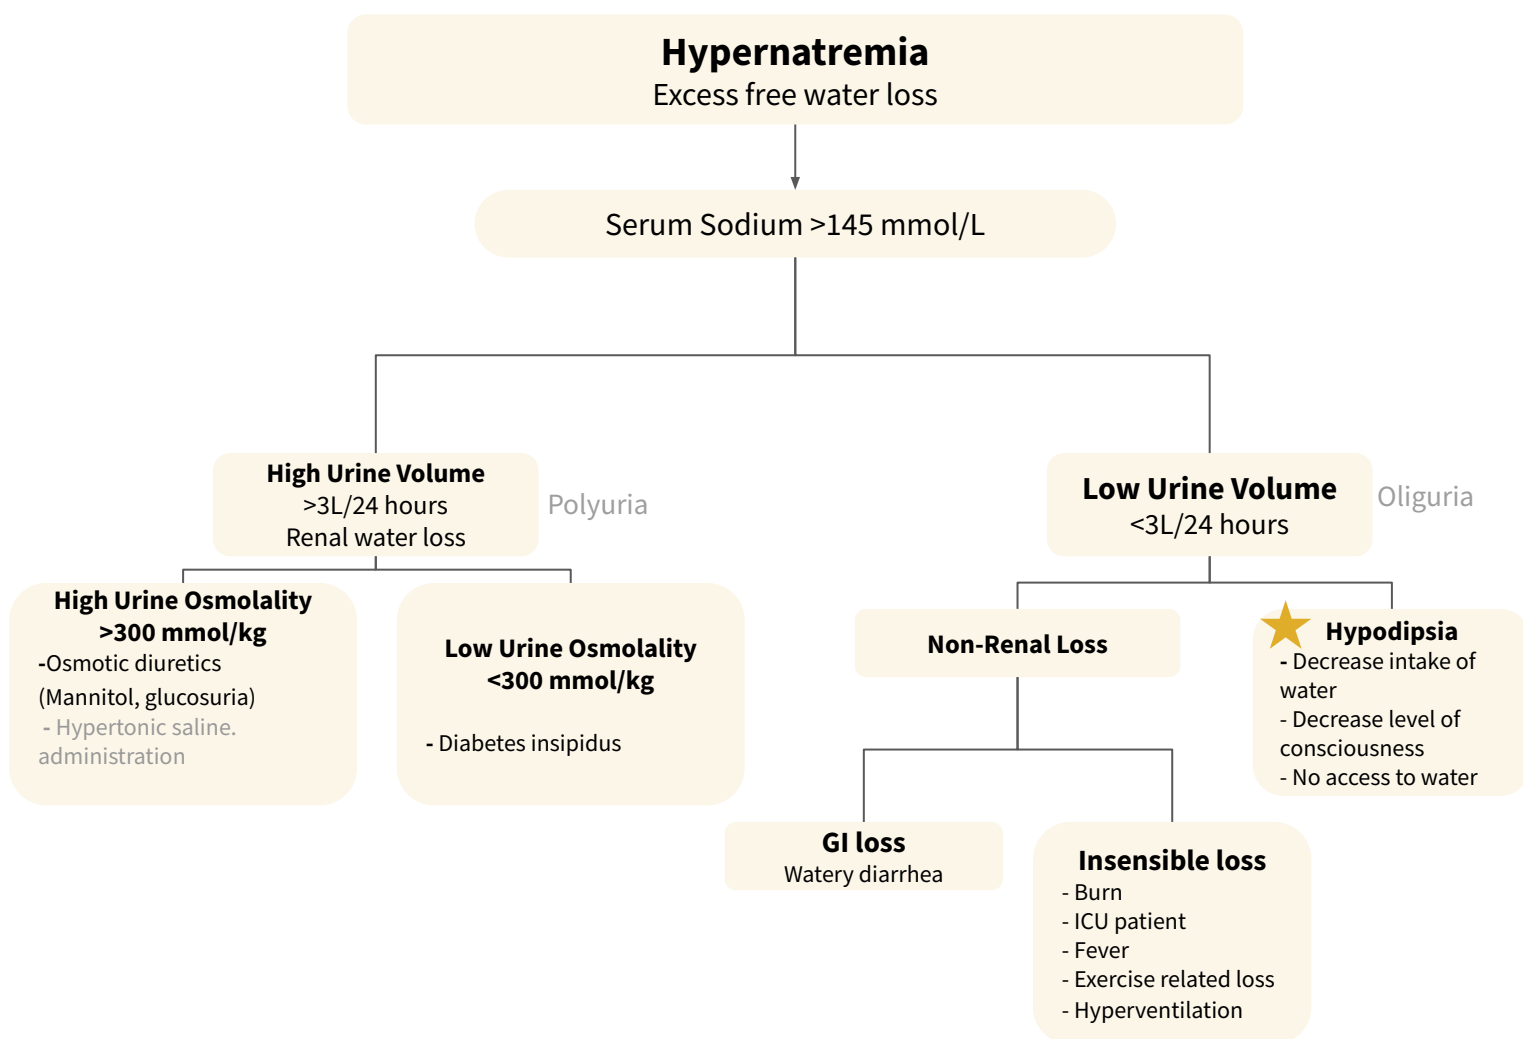 Hypernatremia
Excess free water loss
Serum Sodium >145 mmol/L
High Urine Volume
>3L/24 hours
Renal water loss
Polyuria
Low Urine Volume
<3L/24 hours
Oliguria
High Urine Osmolality
>300 mmol/kg
-Osmotic diuretics
(Mannitol, glucosuria)
- Hypertonic saline.
administration
Low Urine Osmolality
<300 mmol/kg
- Diabetes insipidus
Non-Renal Loss
Hypodipsia
- Decrease intake of
water
- Decrease level of
consciousness
- No access to water
GI loss
Watery diarrhea
Insensible loss
- Burn
- ICU patient
- Fever
- Exercise related loss
- Hyperventilation